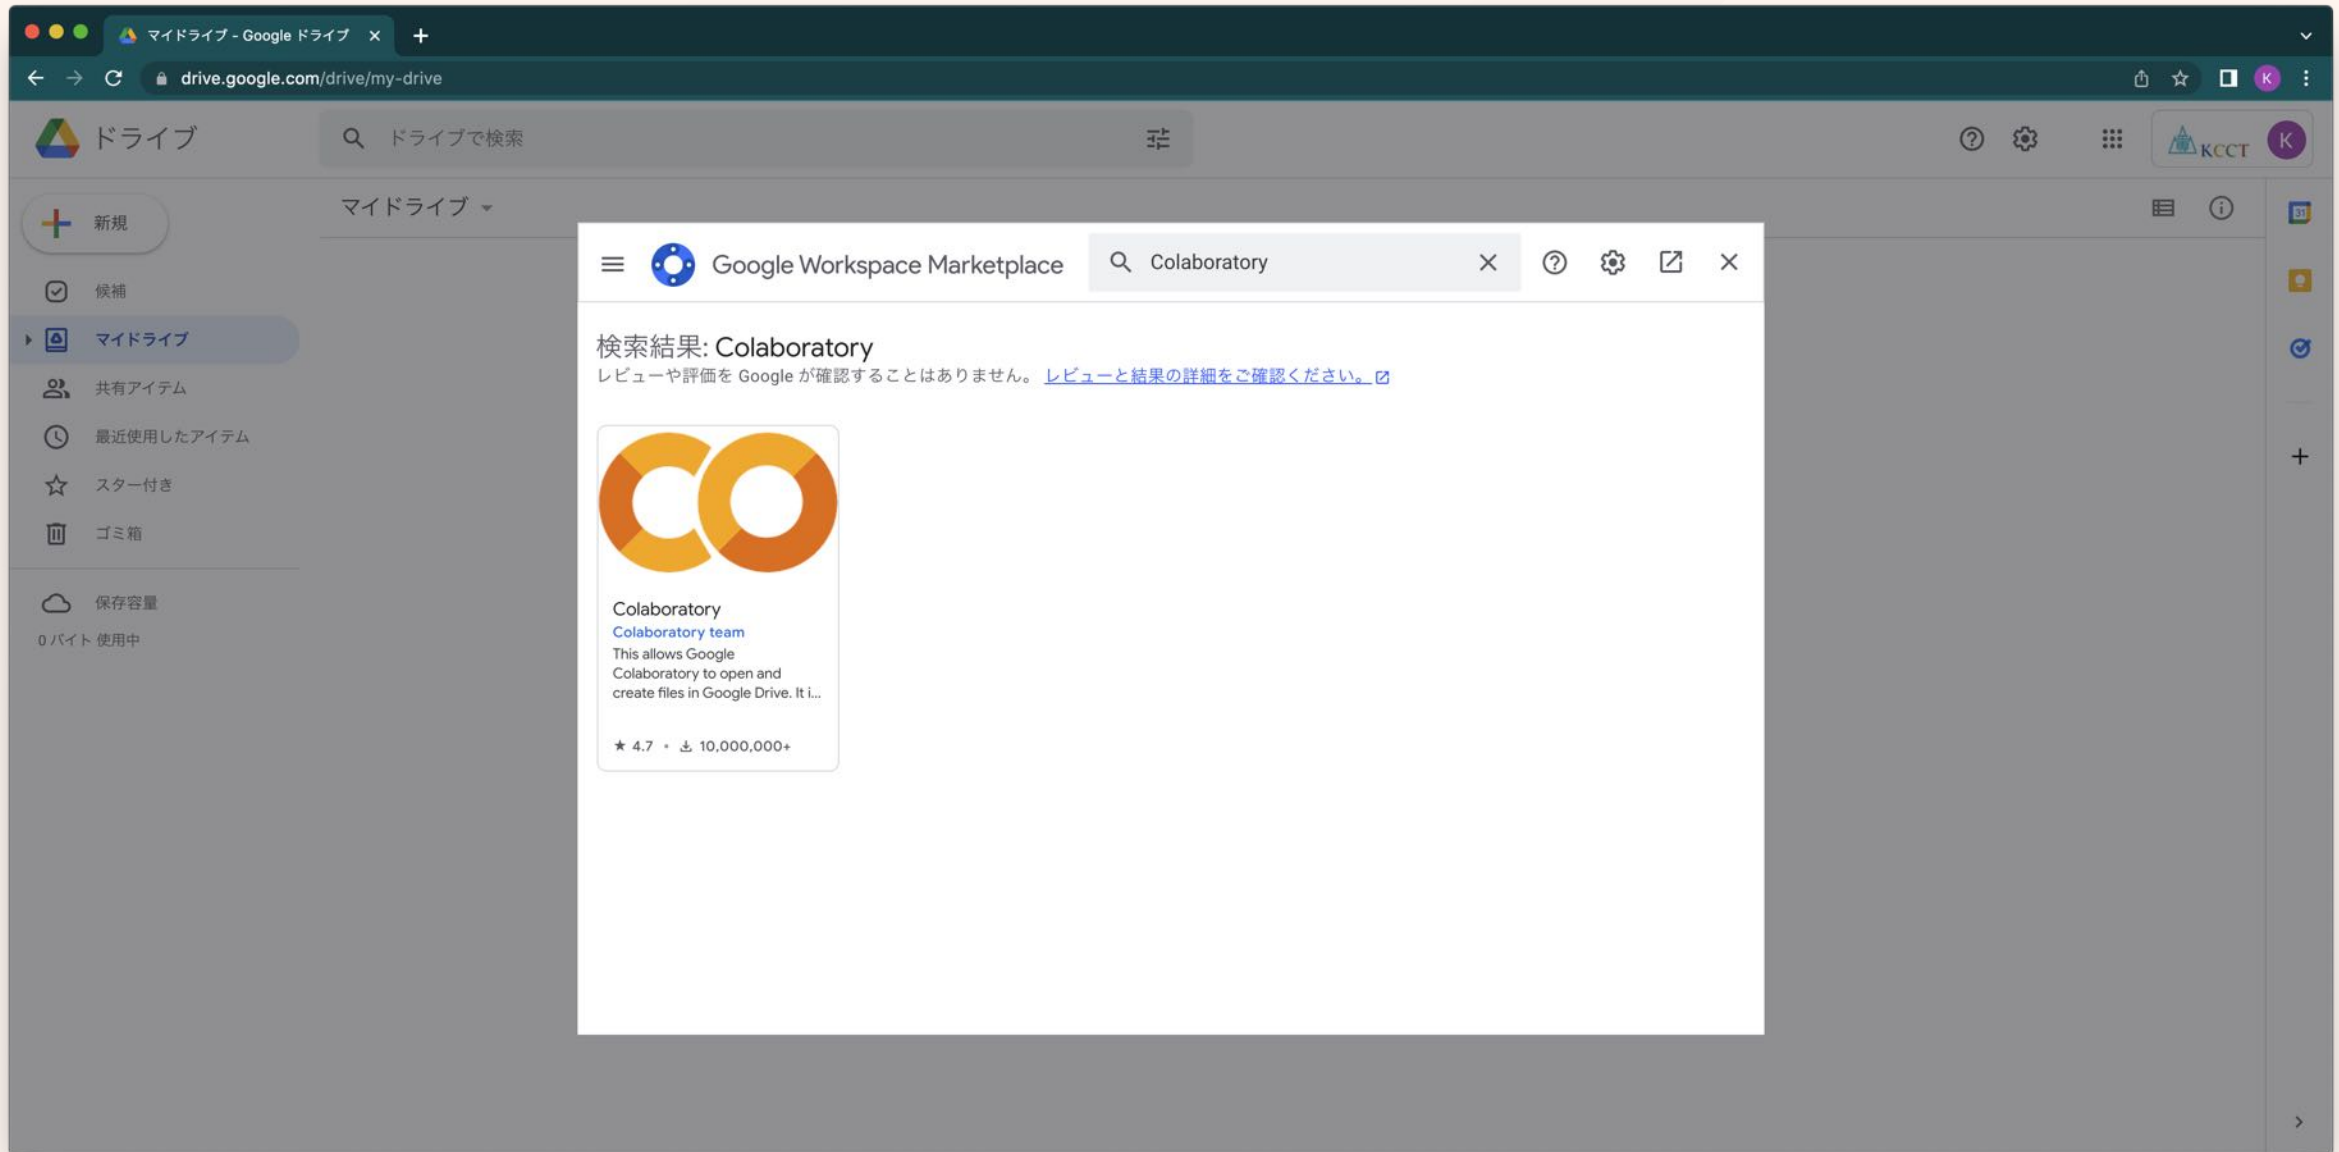 マイドライブ - Google ドライブ
drive.google.com/drive/my-drive
K
ドライブ
ドライブで検索
KCCT
K
新規
マイドライブ
31
候補
マイドライブ
共有アイテム
最近使用したアイテム
スター付き
ゴミ箱
保存容量
0 バイト 使用中
Google Workspace Marketplace
Colaboratory
検索結果: Colaboratory
レビューや評価を Google が確認することはありません。 レビューと結果の詳細をご確認ください。
Colaboratory
Colaboratory team
This allows Google
Colaboratory to open and
create files in Google Drive. It i...
4.7 • 10,000,000+